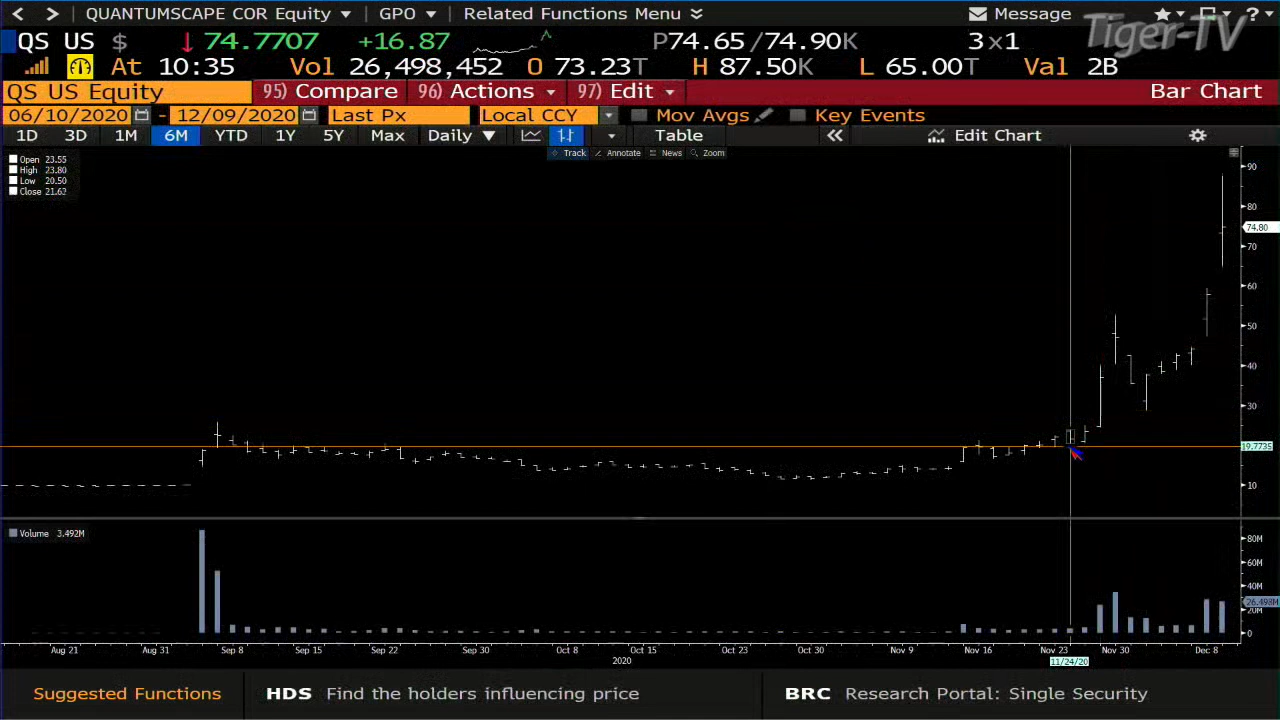 QUANTUMSCAPE COR Equity GPO Related Functions Menu Message ?
QS US $ 74.7707 +16.87 P74.65/74.90K 3x1 Tiger-TV
At 10:35 Vol 26,498,452 O 73.23T H 87.50K L 65.00T Val 2B
QS US Equity 95) Compare 96) Actions 97) Edit Bar Chart
06/10/2020 - 12/09/2020 Last Px Local CCY Mov Avgs Key Events
1D 3D 1M 6M YTD 1Y 5Y Max Daily Table Edit Chart
Track Annotate News Zoom
Open 23.55
High 23.80
Low 20.50
Close 21.62
90
80
74.80
70
60
50
40
30
19.7735
10
Volume 3.492M
80M
60M
40M
26.498M
20M
0
Aug 21 Aug 31 Sep 8 Sep 15 Sep 22 Sep 30 Oct 8 Oct 15 Oct 23 Oct 30 Nov 9 Nov 16 Nov 23 Nov 30 Dec 8
2020 11/24/20
Suggested Functions HDS Find the holders influencing price BRC Research Portal: Single Security